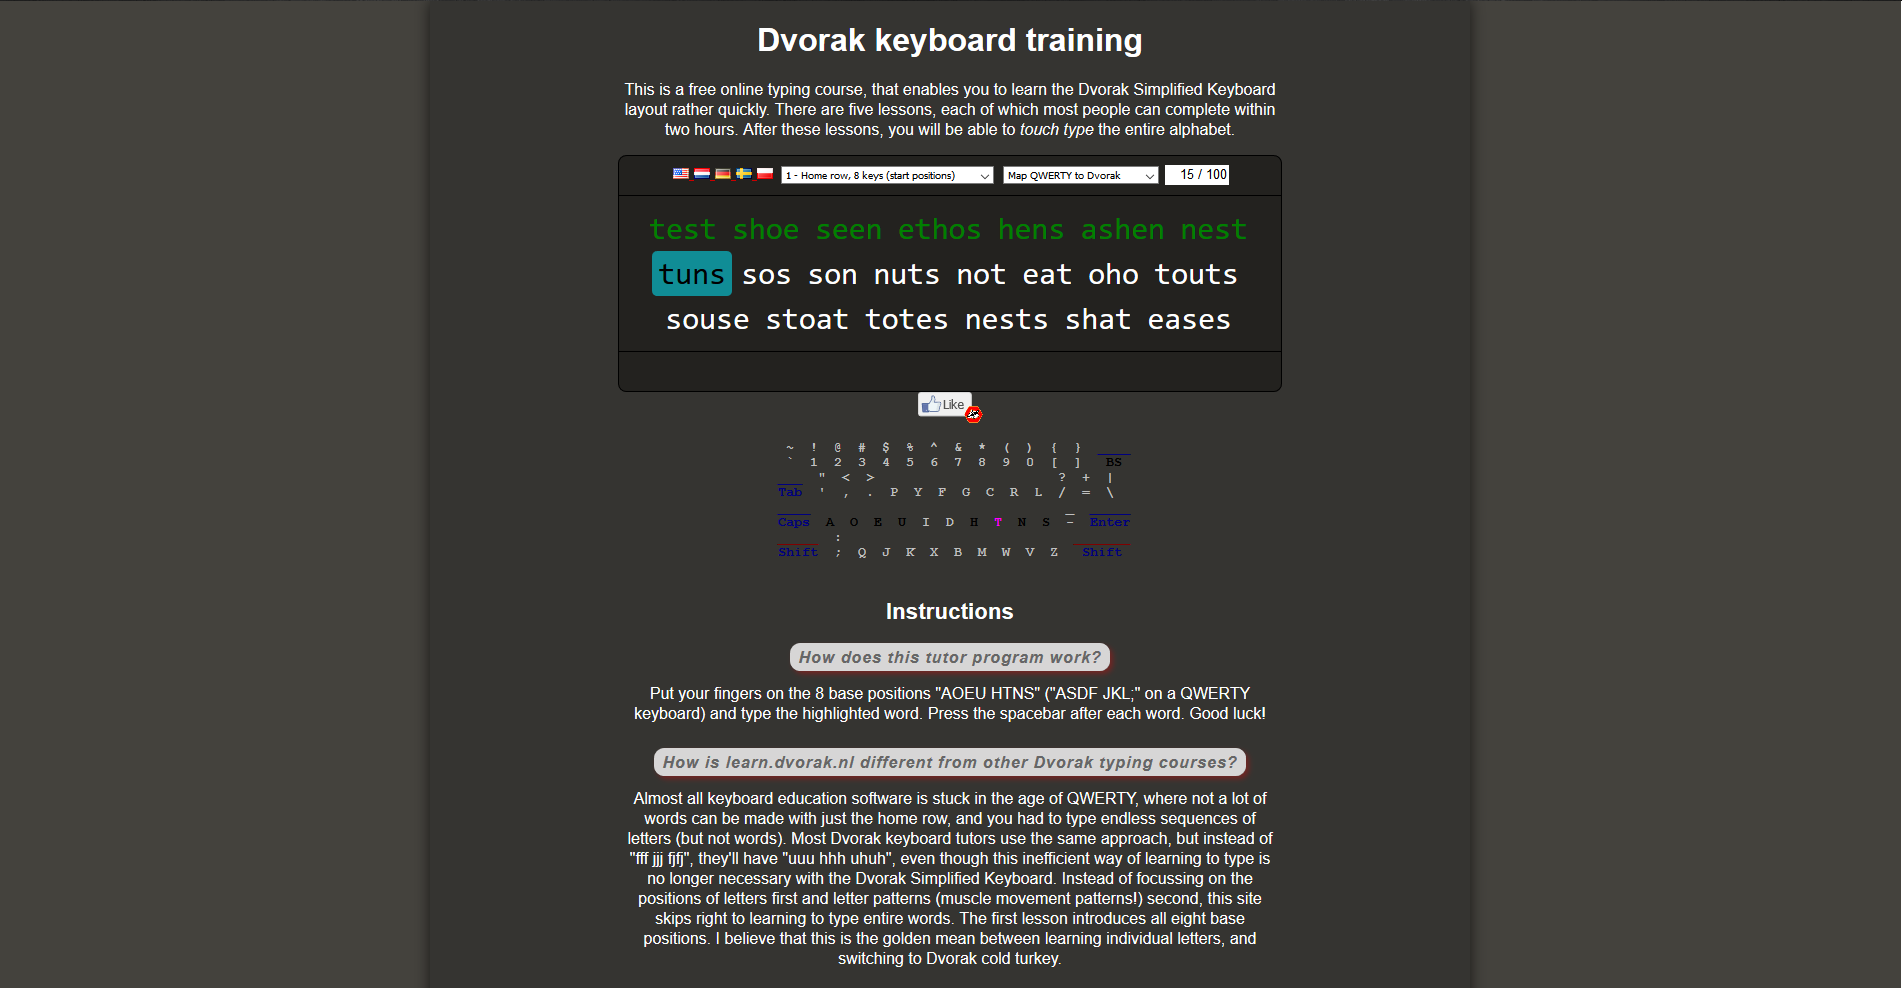 Dvorak keyboard training
This is a free online typing course, that enables you to learn the Dvorak Simplified Keyboard
layout rather quickly. There are five lessons, each of which most people can complete within
two hours. After these lessons, you will be able to touch type the entire alphabet.
1 - Home row, 8 keys (start positions) Map QWERTY to Dvorak 15 / 100
test shoe seen ethos hens ashen nest
tuns sos son nuts not eat oho touts
souse stoat totes nests shat eases
Like
~ ! @ # $ % ^ & * ( ) { }
` 1 2 3 4 5 6 7 8 9 0 [ ] BS
" < > ? + |
Tab ' , . P Y F G C R L / = \
_
Caps A O E U I D H T N S - Enter
:
Shift ; Q J K X B M W V Z Shift
Instructions
How does this tutor program work?
Put your fingers on the 8 base positions "AOEU HTNS" ("ASDF JKL;" on a QWERTY
keyboard) and type the highlighted word. Press the spacebar after each word. Good luck!
How is learn.dvorak.nl different from other Dvorak typing courses?
Almost all keyboard education software is stuck in the age of QWERTY, where not a lot of
words can be made with just the home row, and you had to type endless sequences of
letters (but not words). Most Dvorak keyboard tutors use the same approach, but instead of
"fff jjj fjfj", they'll have "uuu hhh uhuh", even though this inefficient way of learning to type is
no longer necessary with the Dvorak Simplified Keyboard. Instead of focussing on the
positions of letters first and letter patterns (muscle movement patterns!) second, this site
skips right to learning to type entire words. The first lesson introduces all eight base
positions. I believe that this is the golden mean between learning individual letters, and
switching to Dvorak cold turkey.